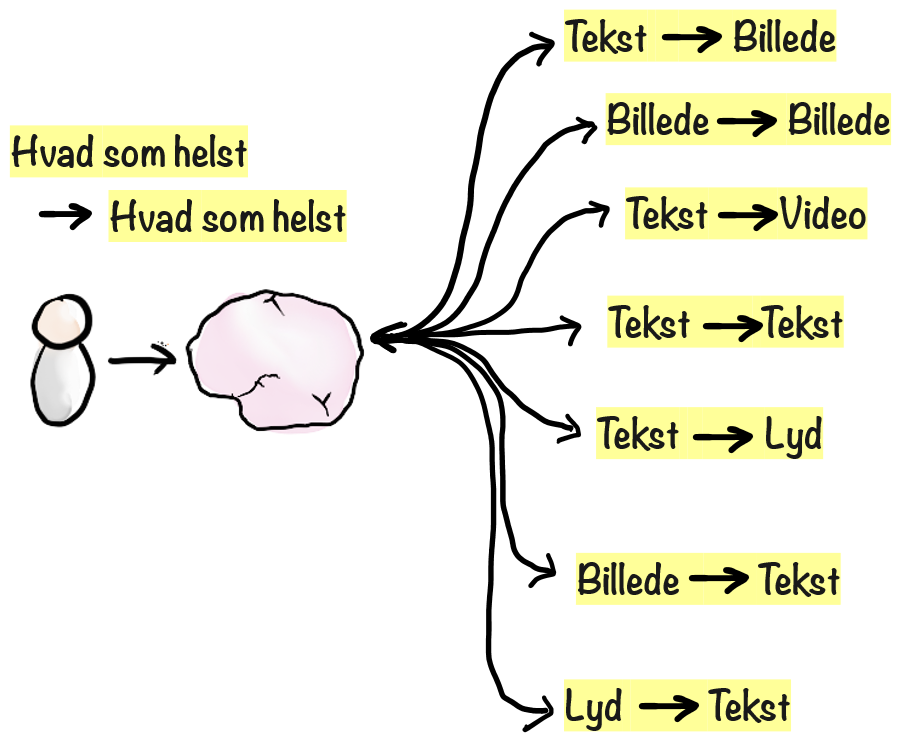 Hvad som helst
→ Hvad som helst
Tekst → Billede
Billede → Billede
Tekst → Video
Tekst → Tekst
Tekst → Lyd
Billede → Tekst
Lyd → Tekst